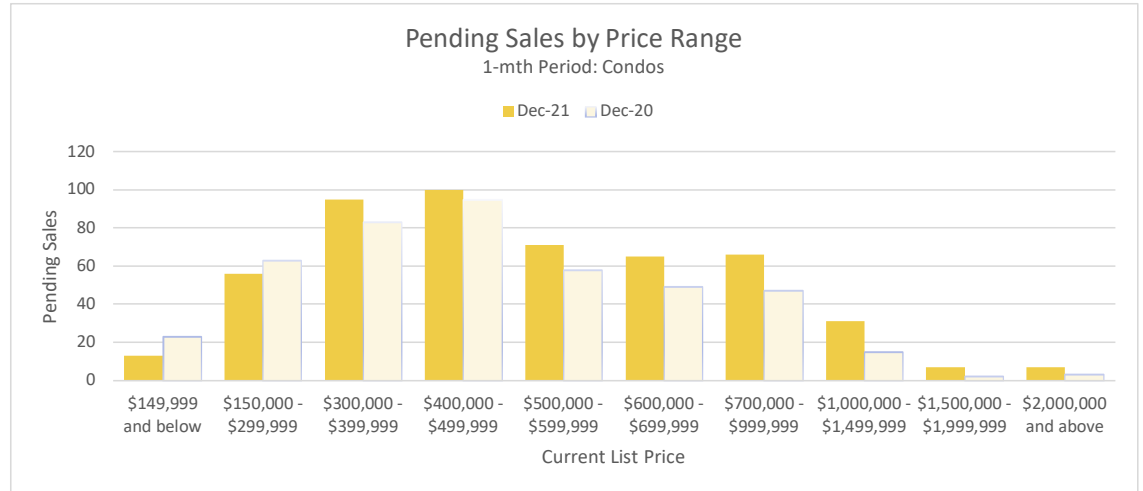 Pending Sales by Price Range
1-mth Period: Condos
Dec-21 Dec-20
Pending Sales
120
100
80
60
40
20
0
$149,999 and below
$150,000 - $299,999
$300,000 - $399,999
$400,000 - $499,999
$500,000 - $599,999
$600,000 - $699,999
$700,000 - $999,999
$1,000,000 - $1,499,999
$1,500,000 - $1,999,999
$2,000,000 and above
Current List Price